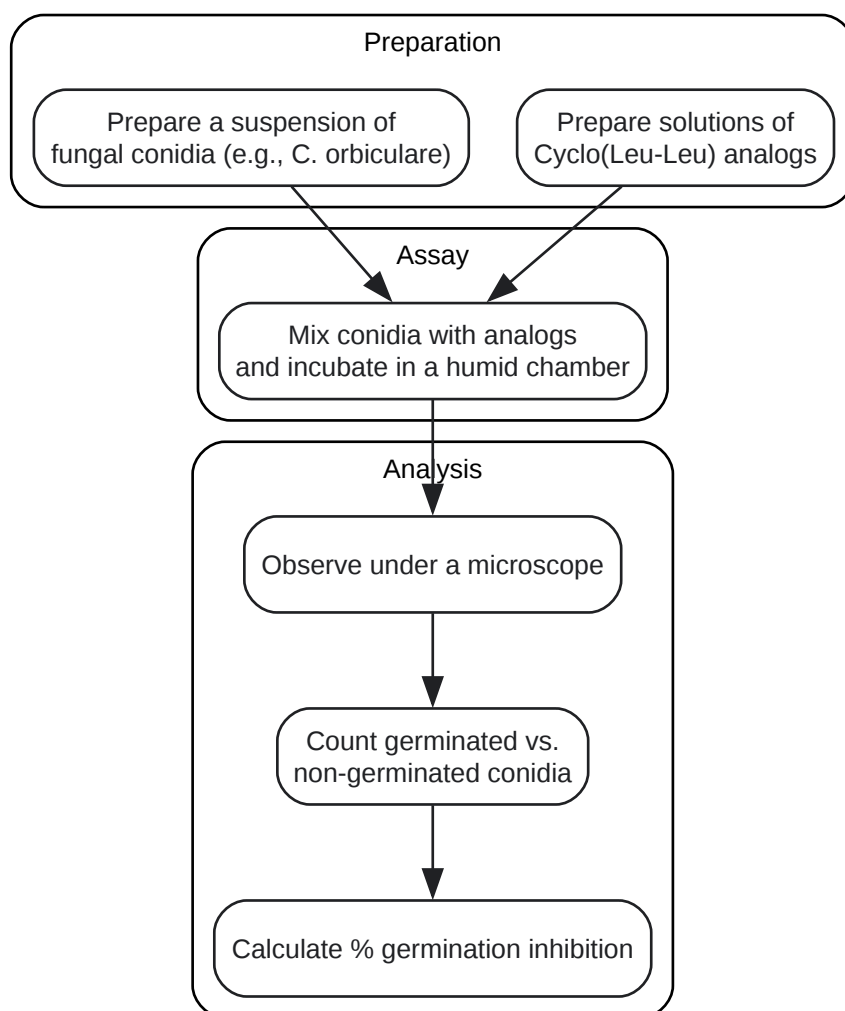 Preparation
Prepare a suspension of
fungal conidia (e.g., C. orbiculare)
Prepare solutions of
Cyclo(Leu-Leu) analogs
Assay
Mix conidia with analogs
and incubate in a humid chamber
Analysis
Observe under a microscope
Count germinated vs.
non-germinated conidia
Calculate % germination inhibition